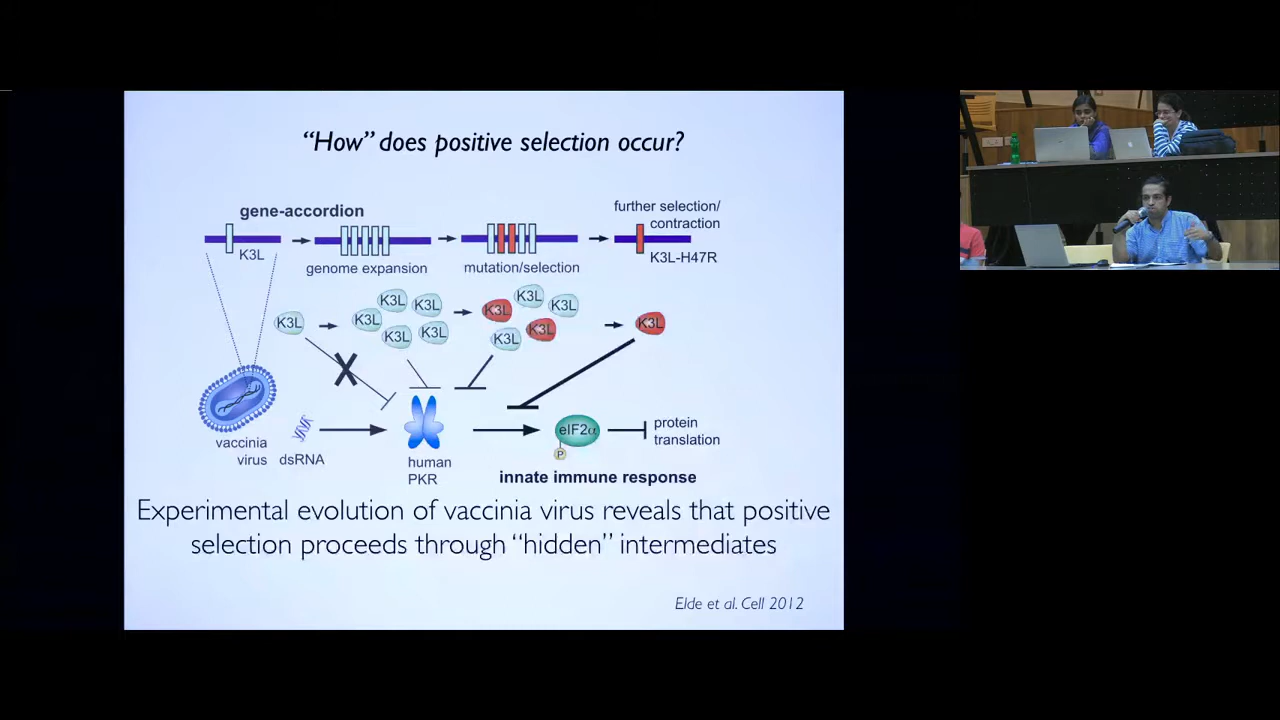 “How” does positive selection occur?
gene-accordion
K3L
genome expansion
mutation/selection
further selection/
contraction
K3L-H47R
K3L
K3L
K3L
K3L
K3L
K3L
K3L
K3L
K3L
K3L
K3L
K3L
vaccinia
virus
dsRNA
human
PKR
eIF2α
P
protein
translation
innate immune response
Experimental evolution of vaccinia virus reveals that positive
selection proceeds through “hidden” intermediates
Elde et al. Cell 2012